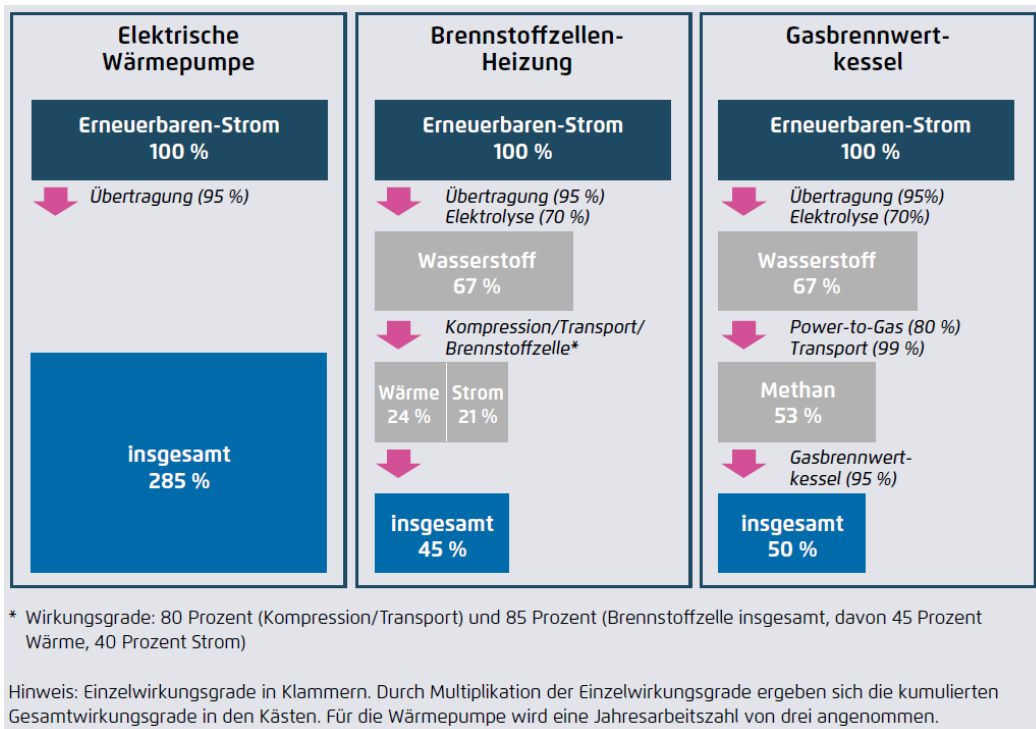 Elektrische
Wärmepumpe
Erneuerbaren-Strom
100 %
Übertragung (95 %)
insgesamt
285 %
Brennstoffzellen-
Heizung
Erneuerbaren-Strom
100 %
Übertragung (95 %)
Elektrolyse (70 %)
Wasserstoff
67 %
Kompression/Transport/
Brennstoffzelle*
Wärme
24 %
Strom
21 %
insgesamt
45 %
Gasbrennwert-
kessel
Erneuerbaren-Strom
100 %
Übertragung (95%)
Elektrolyse (70%)
Wasserstoff
67 %
Power-to-Gas (80 %)
Transport (99 %)
Methan
53 %
Gasbrennwert-
kessel (95 %)
insgesamt
50 %
* Wirkungsgrade: 80 Prozent (Kompression/Transport) und 85 Prozent (Brennstoffzelle insgesamt, davon 45 Prozent
Wärme, 40 Prozent Strom)
Hinweis: Einzelwirkungsgrade in Klammern. Durch Multiplikation der Einzelwirkungsgrade ergeben sich die kumulierten
Gesamtwirkungsgrade in den Kästen. Für die Wärmepumpe wird eine Jahresarbeitszahl von drei angenommen.